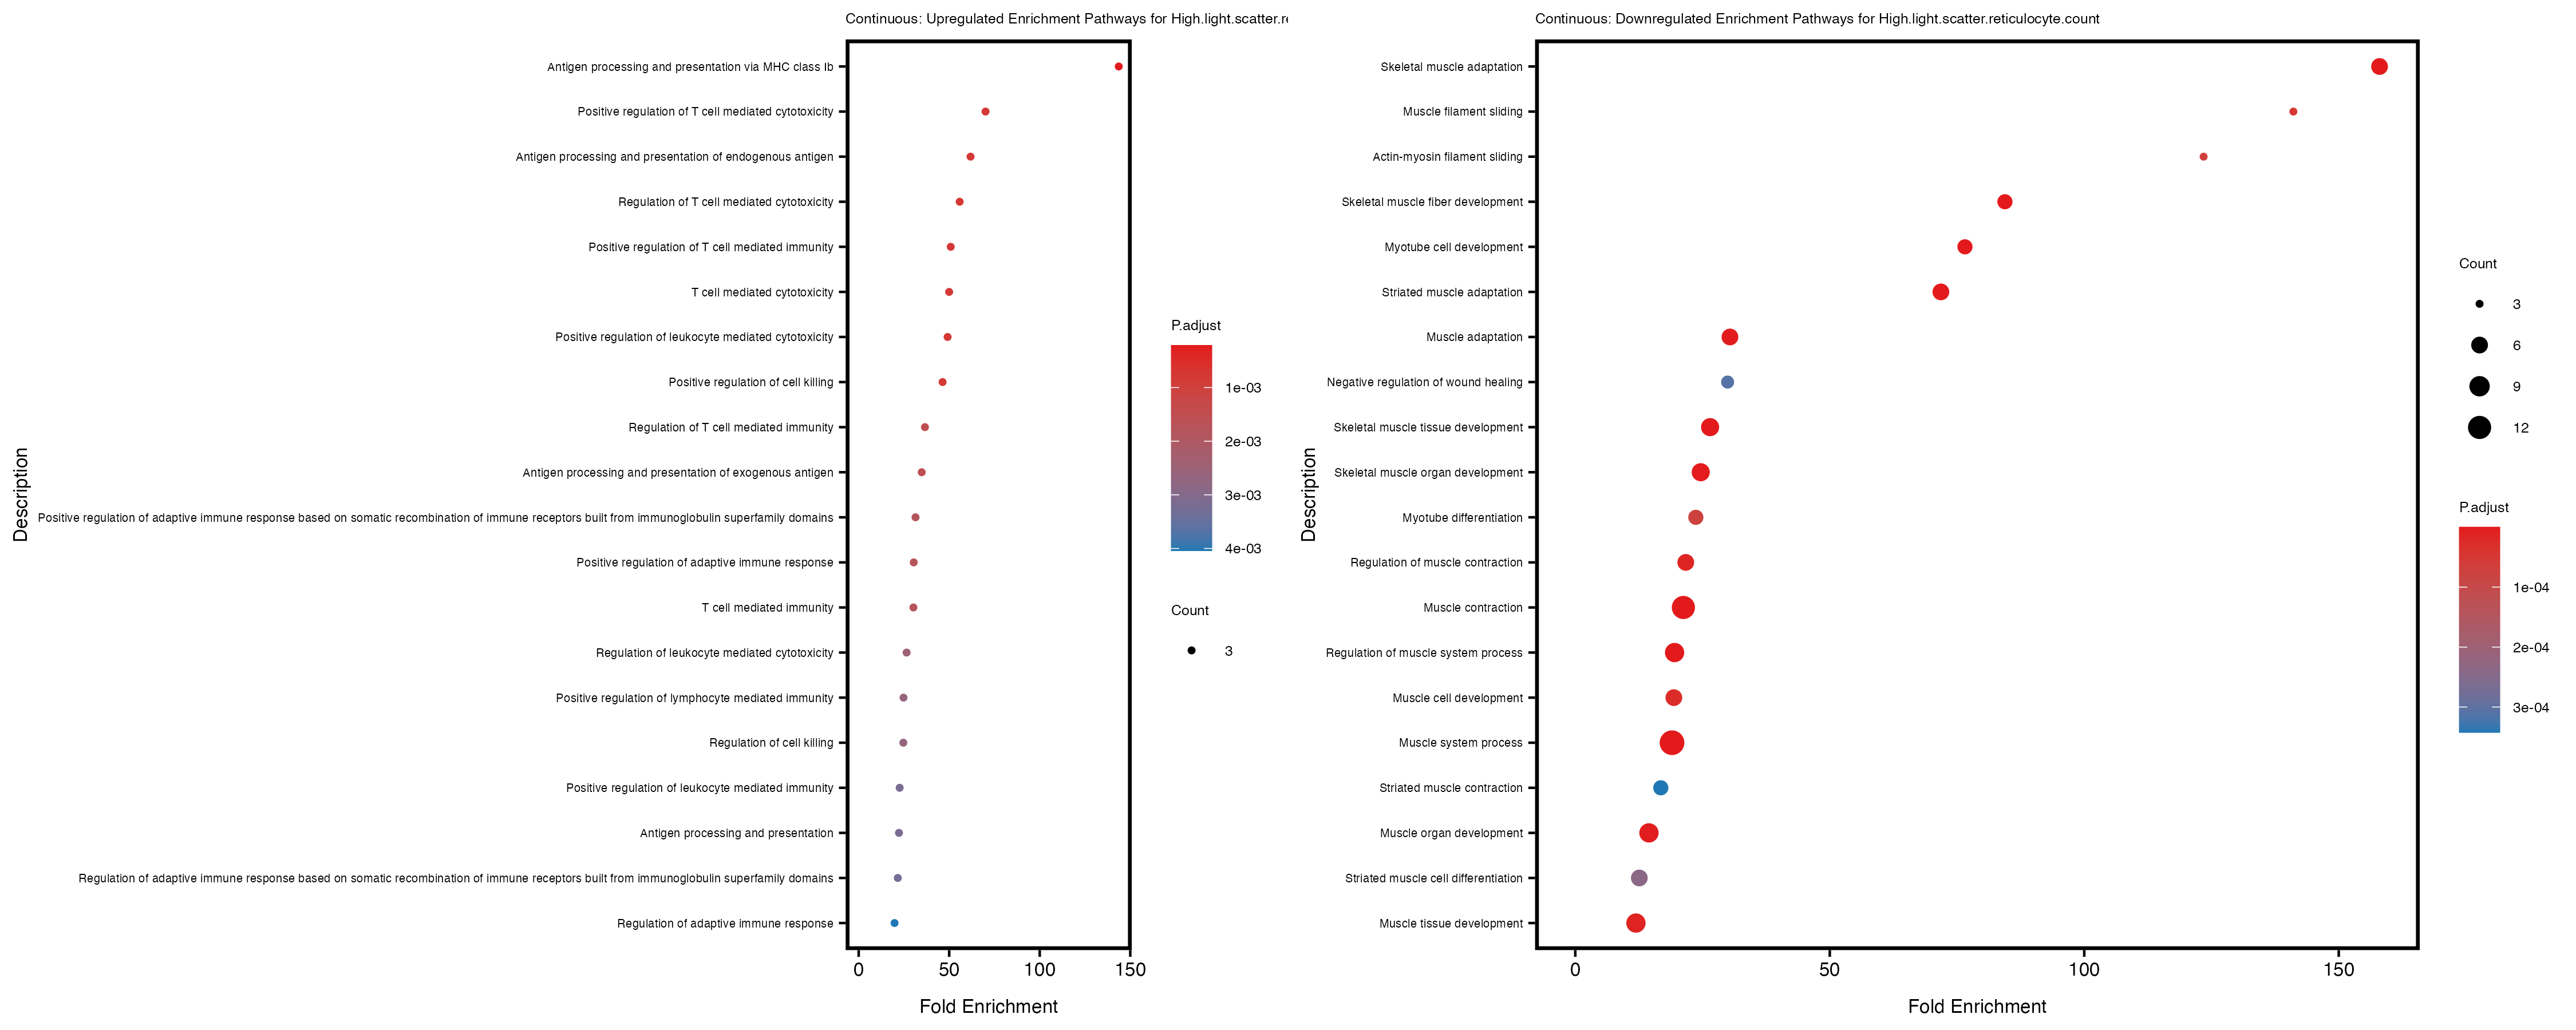 Continuous: Upregulated Enrichment Pathways for High.light.scatter.r
Description
Antigen processing and presentation via MHC class Ib
Positive regulation of T cell mediated cytotoxicity
Antigen processing and presentation of endogenous antigen
Regulation of T cell mediated cytotoxicity
Positive regulation of T cell mediated immunity
T cell mediated cytotoxicity
Positive regulation of leukocyte mediated cytotoxicity
Positive regulation of cell killing
Regulation of T cell mediated immunity
Antigen processing and presentation of exogenous antigen
Positive regulation of adaptive immune response based on somatic recombination of immune receptors built from immunoglobulin superfamily domains
Positive regulation of adaptive immune response
T cell mediated immunity
Regulation of leukocyte mediated cytotoxicity
Positive regulation of lymphocyte mediated immunity
Regulation of cell killing
Positive regulation of leukocyte mediated immunity
Antigen processing and presentation
Regulation of adaptive immune response based on somatic recombination of immune receptors built from immunoglobulin superfamily domains
Regulation of adaptive immune response
0 50 100 150
Fold Enrichment
P.adjust
1e-03
2e-03
3e-03
4e-03
Count
3
Continuous: Downregulated Enrichment Pathways for High.light.scatter.reticulocyte.count
Description
Skeletal muscle adaptation
Muscle filament sliding
Actin-myosin filament sliding
Skeletal muscle fiber development
Myotube cell development
Striated muscle adaptation
Muscle adaptation
Negative regulation of wound healing
Skeletal muscle tissue development
Skeletal muscle organ development
Myotube differentiation
Regulation of muscle contraction
Muscle contraction
Regulation of muscle system process
Muscle cell development
Muscle system process
Striated muscle contraction
Muscle organ development
Striated muscle cell differentiation
Muscle tissue development
0 50 100 150
Fold Enrichment
Count
3
6
9
12
P.adjust
1e-04
2e-04
3e-04